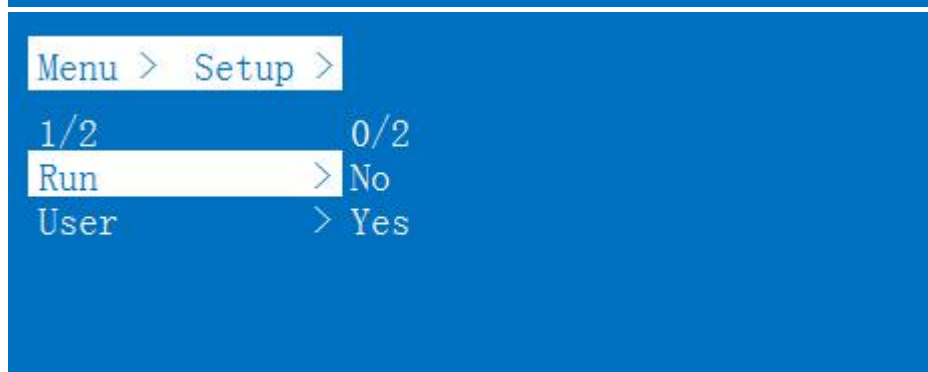 Menu > Setup >
1/2 0/2
Run > No
User > Yes